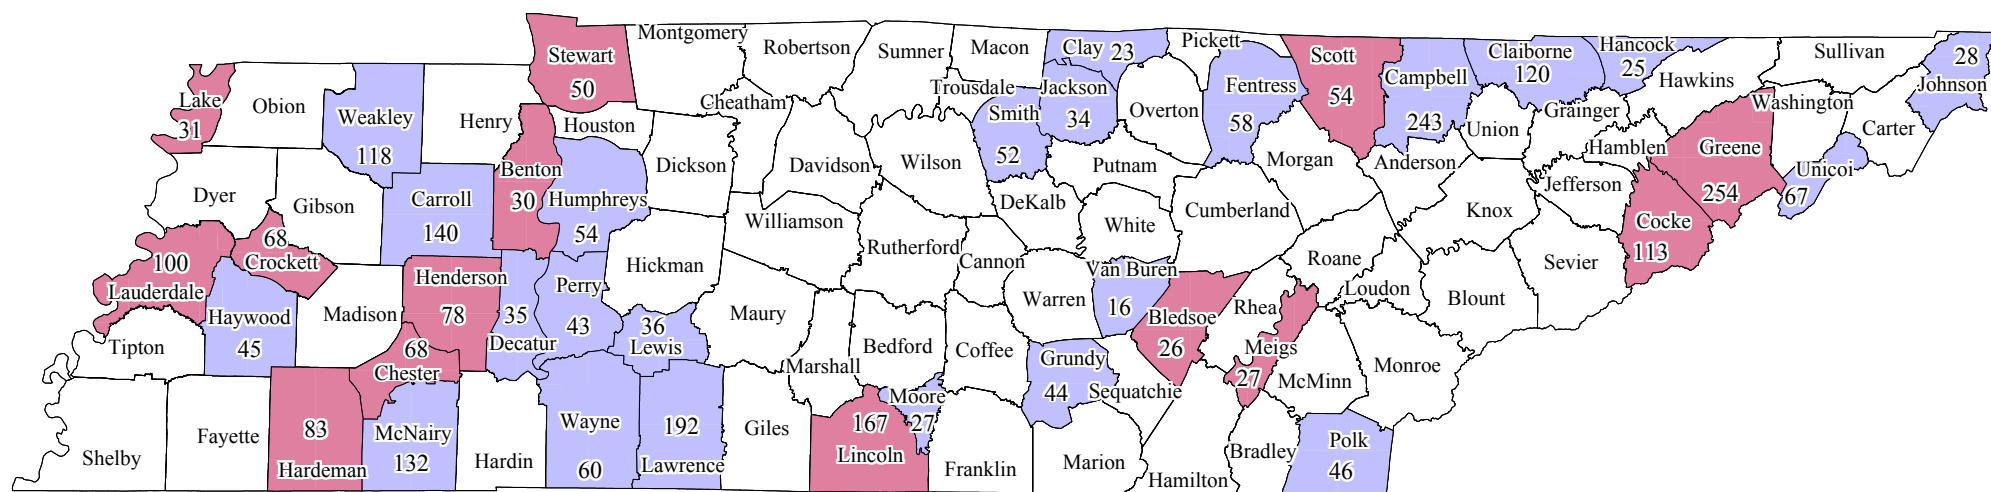 Stewart
50
Montgomery
Robertson
Sumner
Macon
Clay 23
Pickett
Scott
54
Campbell
243
Claiborne
120
Hancock
25
Hawkins
Sullivan
28
Johnson
Lake
31
Obion
Weakley
118
Henry
Houston
Cheatham
Trousdale
Jackson
34
Smith
52
Overton
Fentress
58
Union
Grainger
Hamblen
Washington
Carter
Greene
254
Unicoi
67
Dyer
Gibson
Carroll
140
Benton
30
Humphreys
54
Dickson
Davidson
Wilson
DeKalb
Putnam
White
Cumberland
Morgan
Anderson
Knox
Jefferson
Cocke
113
Sevier
Williamson
Rutherford
Cannon
Hickman
100
Lauderdale
68
Crockett
Haywood
45
Madison
Henderson
78
35
Decatur
Perry
43
36
Lewis
Maury
Warren
Van Buren
16
Bledsoe
26
Rhea
Roane
Loudon
Blount
Tipton
68
Chester
Marshall
Bedford
Coffee
Grundy
44
Sequatchie
Meigs
27
McMinn
Monroe
Shelby
Fayette
83
Hardeman
McNairy
132
Hardin
Wayne
60
192
Lawrence
Giles
167
Lincoln
Moore
27
Franklin
Marion
Hamilton
Bradley
Polk
46